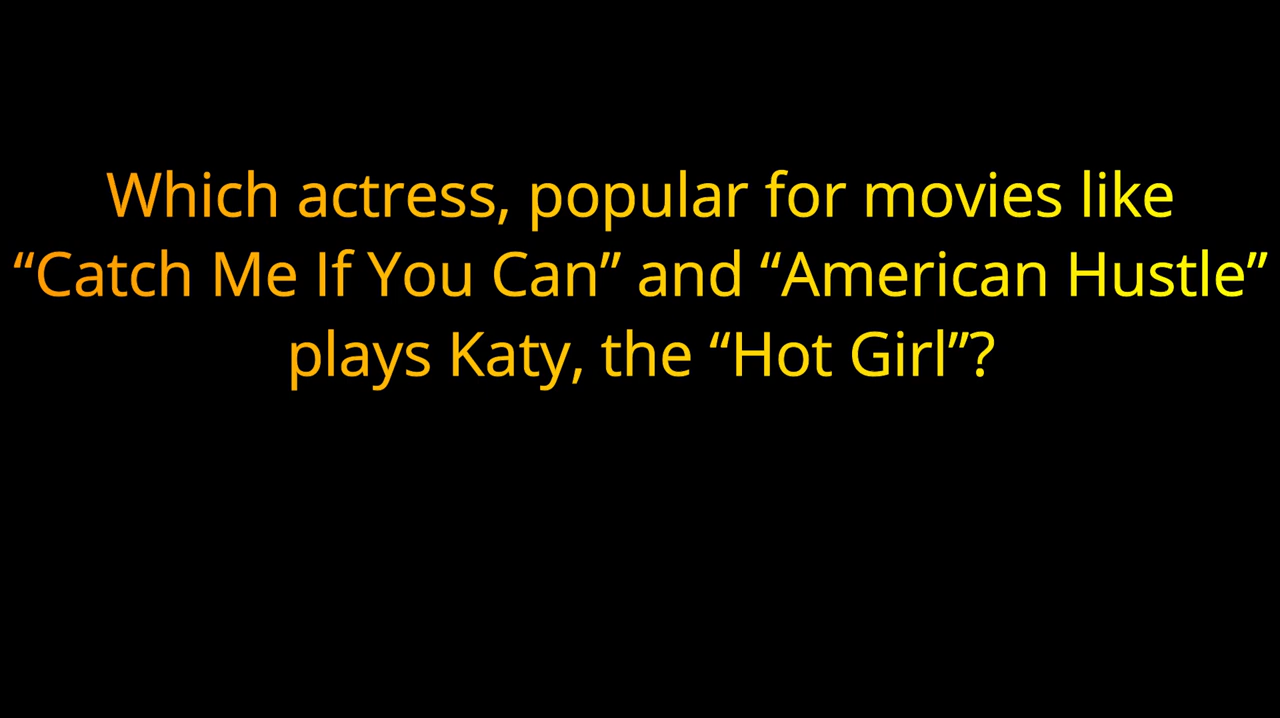 Which actress, popular for movies like
“Catch Me If You Can” and “American Hustle”
plays Katy, the “Hot Girl”?